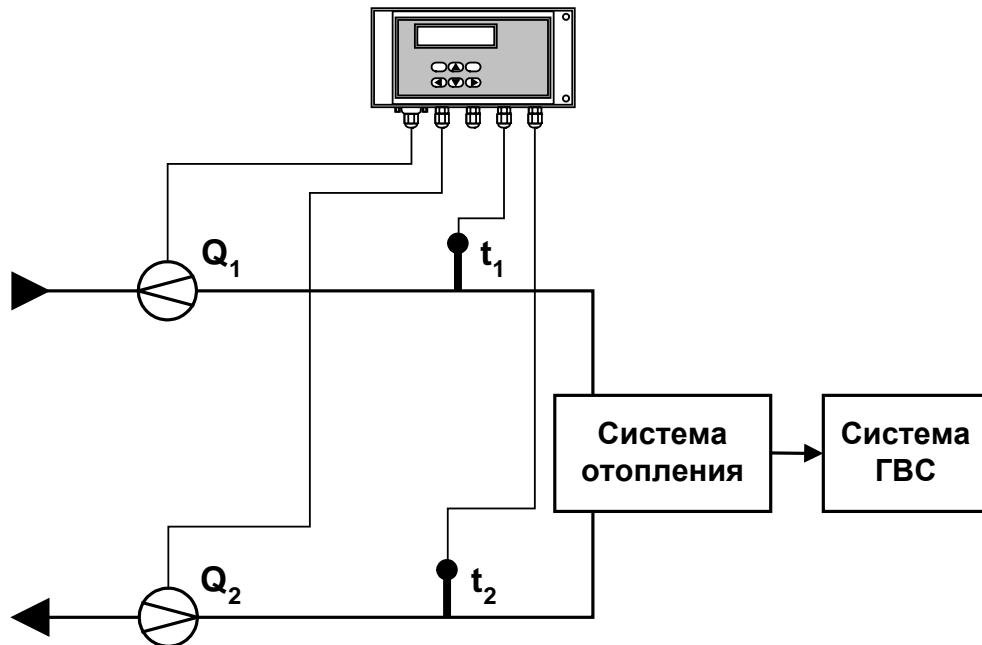 Q₁
t₁
Система
отопления
Система
ГВС
Q₂
t₂